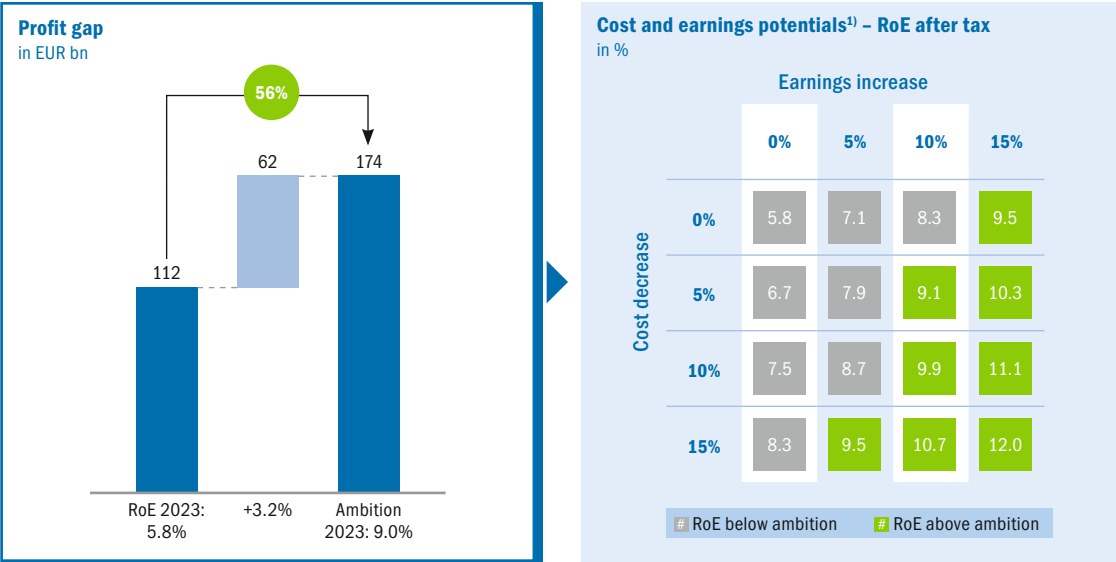 Profit gap
in EUR bn
56%
62
174
112
RoE 2023:
5.8%
+3.2%
Ambition
2023: 9.0%
Cost and earnings potentials1) – RoE after tax
in %
Earnings increase
0% 5% 10% 15%
Cost decrease
0% 5.8 7.1 8.3 9.5
5% 6.7 7.9 9.1 10.3
10% 7.5 8.7 9.9 11.1
15% 8.3 9.5 10.7 12.0
# RoE below ambition # RoE above ambition